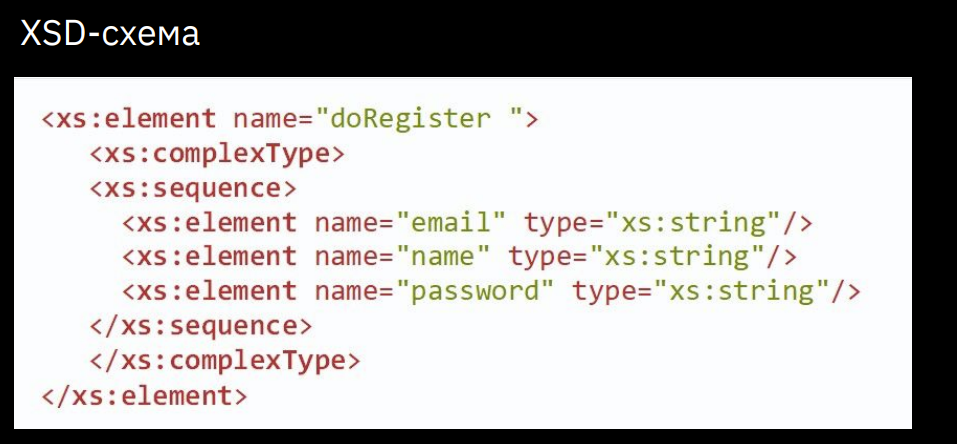 XSD-схема
<xs:element name="doRegister ">
<xs:complexType>
<xs:sequence>
<xs:element name="email" type="xs:string"/>
<xs:element name="name" type="xs:string"/>
<xs:element name="password" type="xs:string"/>
</xs:sequence>
</xs:complexType>
</xs:element>